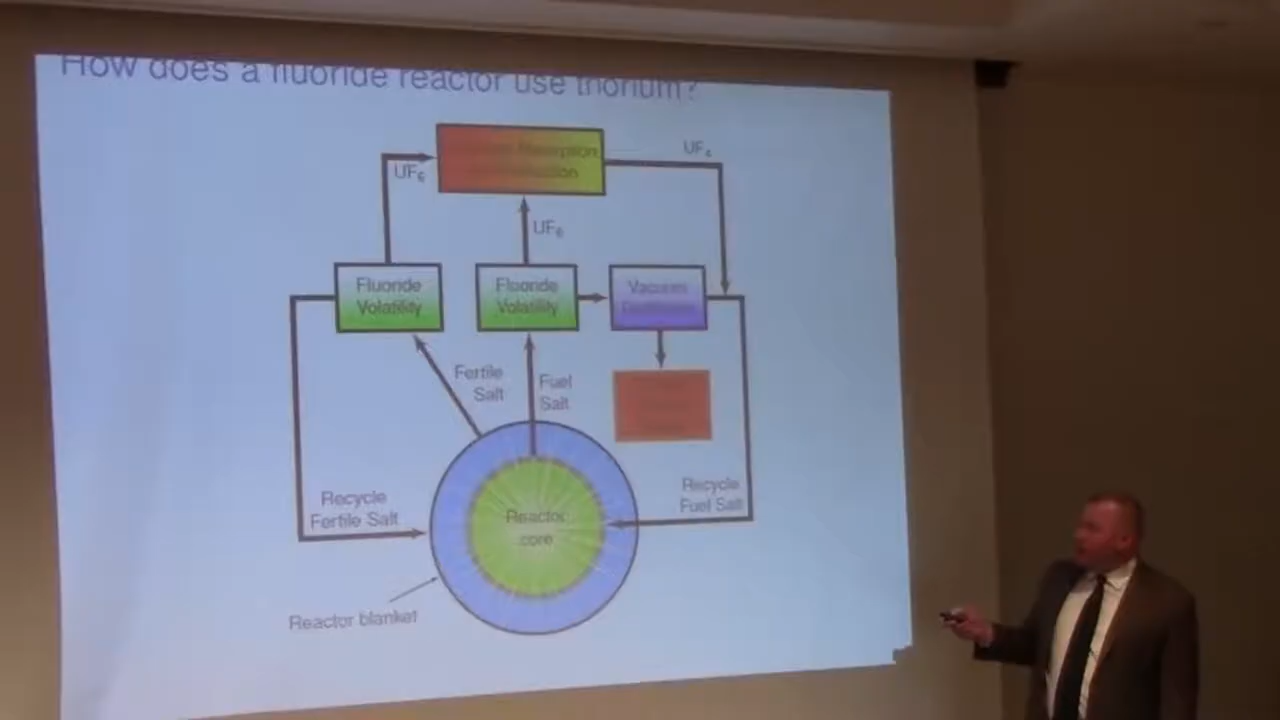 How does a fluoride reactor use thorium?
UF₆
UF₆
UF₆
Fluoride
Volatility
Fluoride
Volatility
Vacuum
Fertile
Salt
Fuel
Salt
Recycle
Fertile Salt
Recycle
Fuel Salt
Reactor
core
Reactor blanket